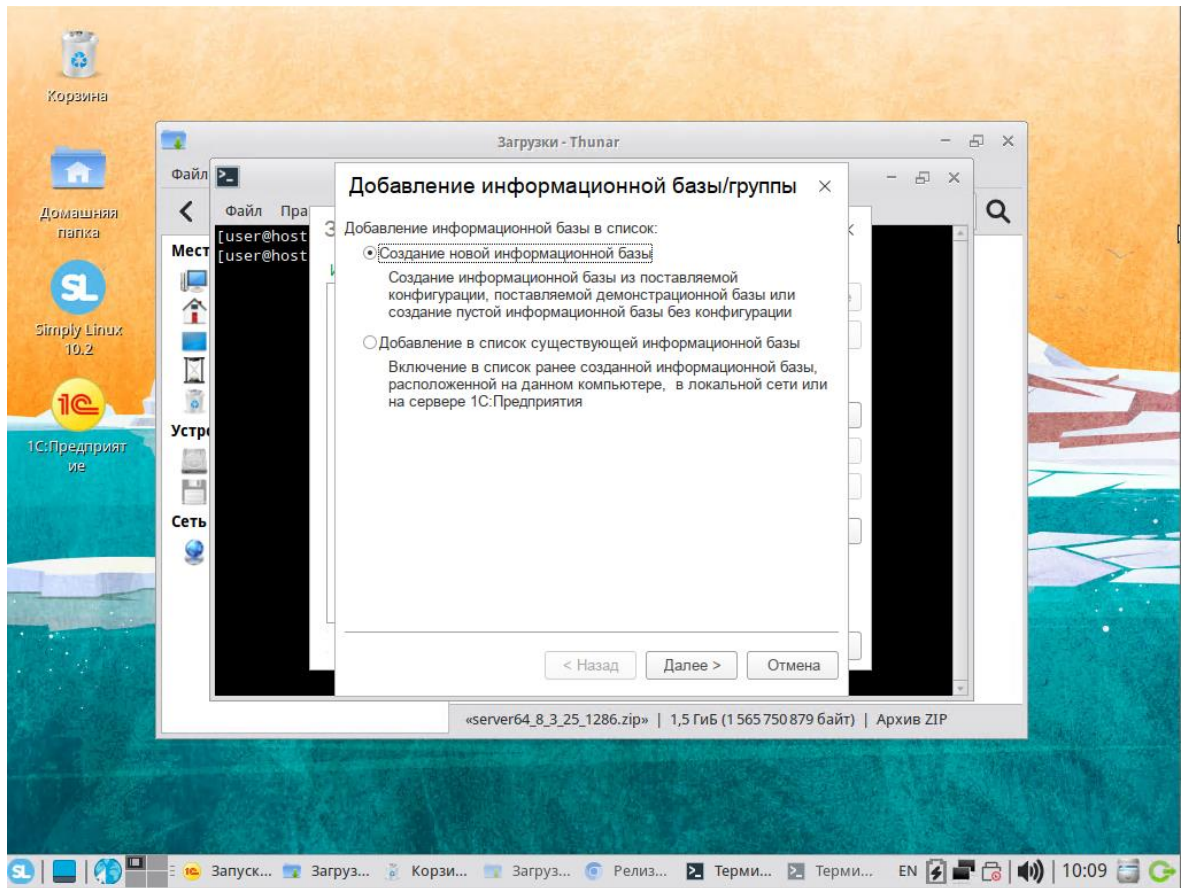 Корзина
Домашняя
папка
SL
Simply Linux
10.2
1С
1С:Предприят
ие
Загрузки - Thunar
Файл
Мест
Устро
Сеть
Файл Пра
[user@host
[user@host
Добавление информационной базы/группы
Добавление информационной базы в список:
Создание новой информационной базы
Создание информационной базы из поставляемой
конфигурации, поставляемой демонстрационной базы или
создание пустой информационной базы без конфигурации
Добавление в список существующей информационной базы
Включение в список ранее созданной информационной базы,
расположенной на данном компьютере, в локальной сети или
на сервере 1С:Предприятия
< Назад Далее > Отмена
«server64_8_3_25_1286.zip» | 1,5 ГиБ (1 565 750 879 байт) | Архив ZIP
SL Запуск... Загруз... Корзи... Загруз... Релиз... Терми... Терми... EN 10:09